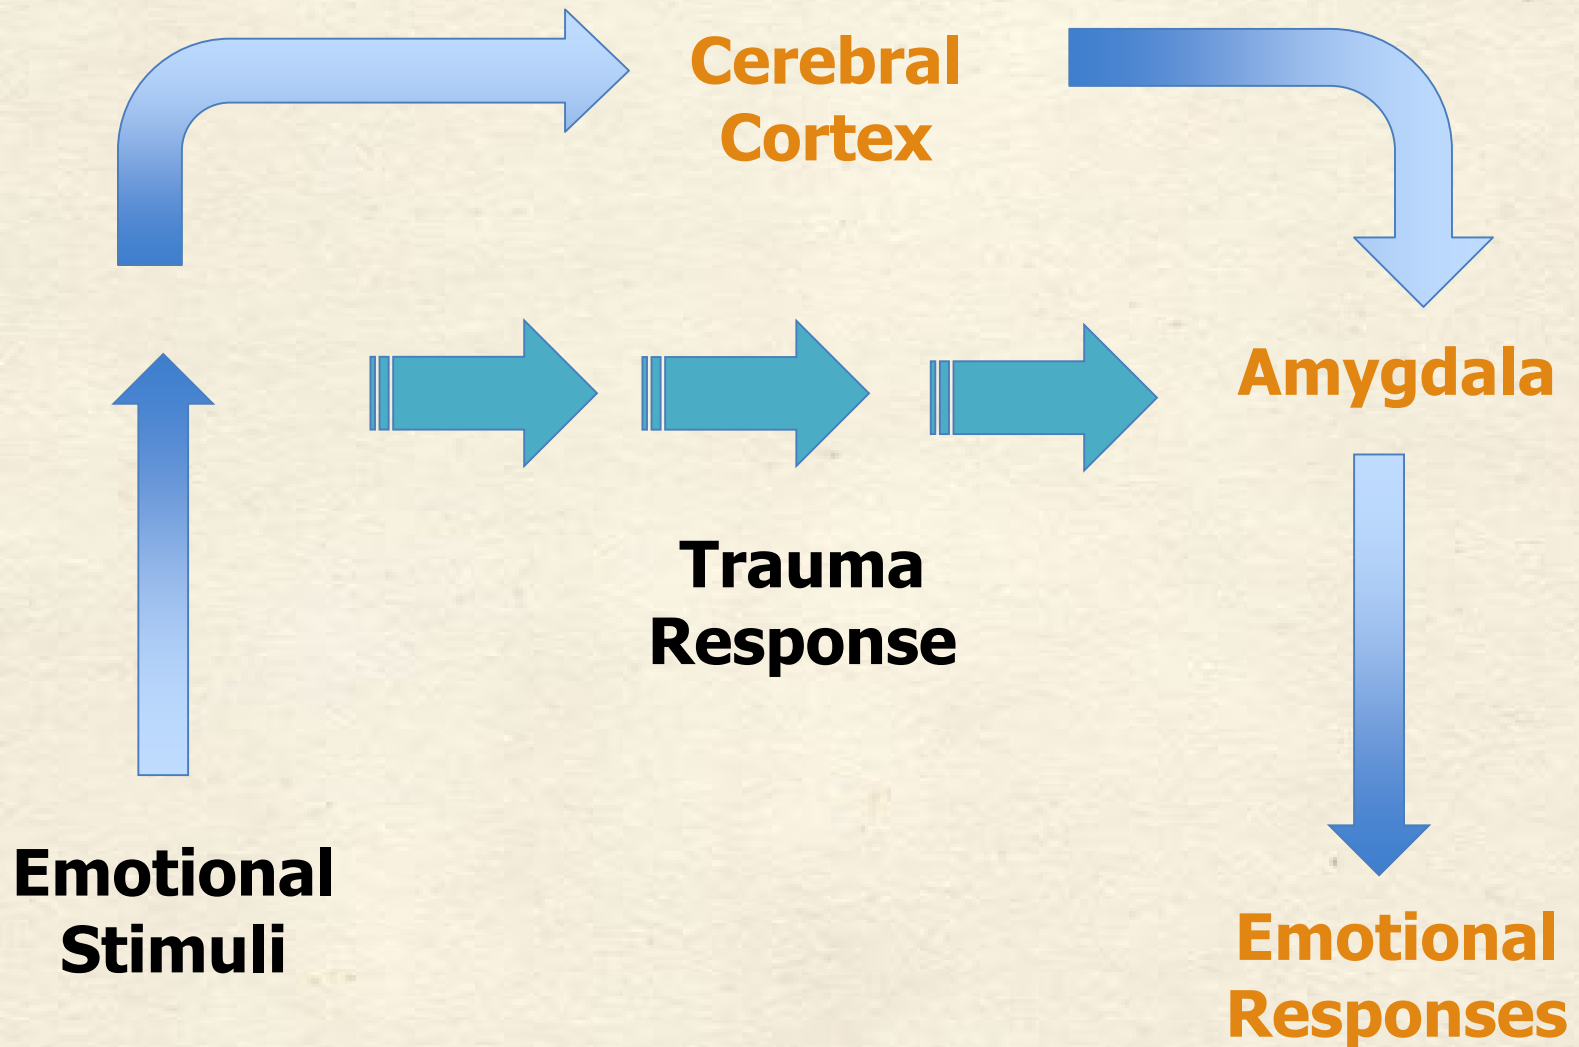 Cerebral
Cortex
Amygdala
Trauma
Response
Emotional
Stimuli
Emotional
Responses